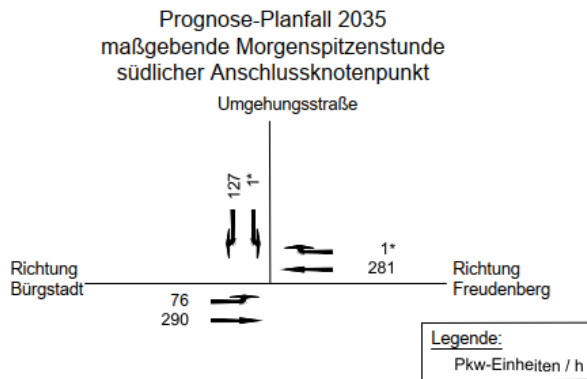 Prognose-Planfall 2035
maßgebende Morgenspitzenstunde
südlicher Anschlussknotenpunkt
Umgehungsstraße
127
1*
1*
281
Richtung
Bürgstadt
Richtung
Freudenberg
76
290
Legende:
Pkw-Einheiten / h